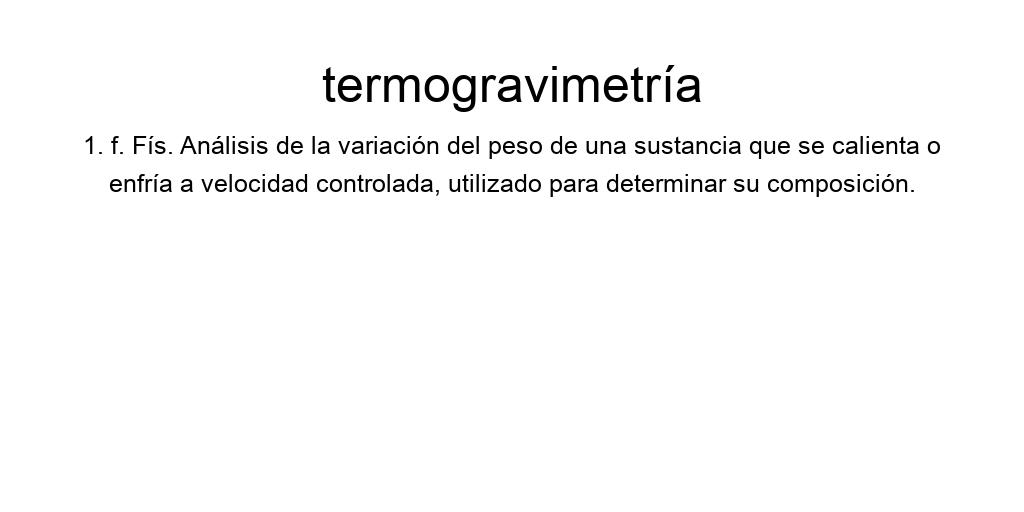 termogravimetría
1. f. Fís. Análisis de la variación del peso de una sustancia que se calienta o
enfría a velocidad controlada, utilizado para determinar su composición.